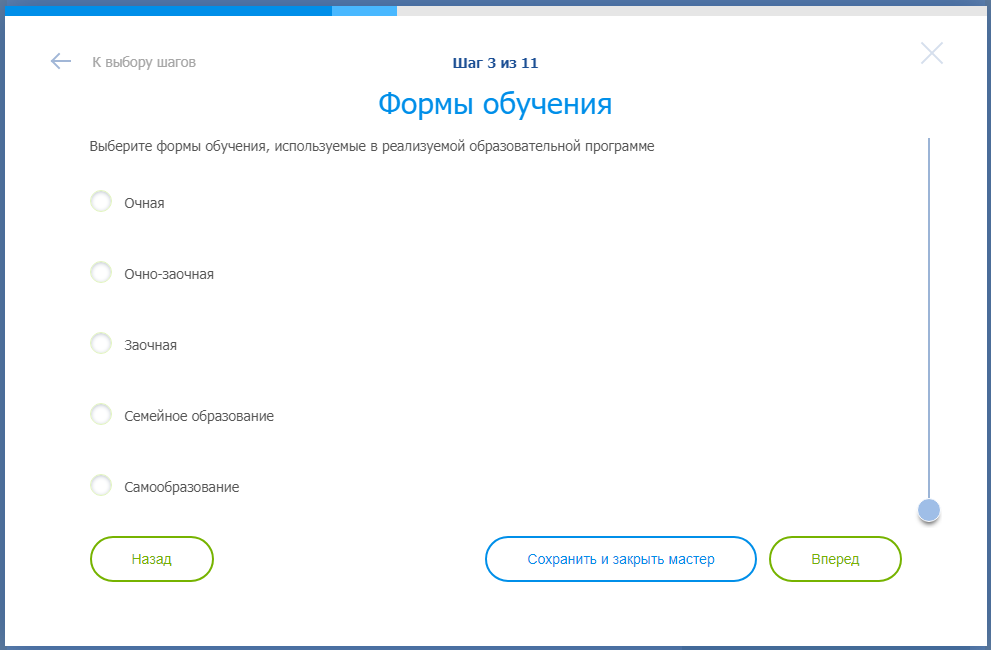 К выбору шагов
Шаг 3 из 11
Формы обучения
Выберите формы обучения, используемые в реализуемой образовательной программе
Очная
Очно-заочная
Заочная
Семейное образование
Самообразование
Назад
Сохранить и закрыть мастер
Вперед